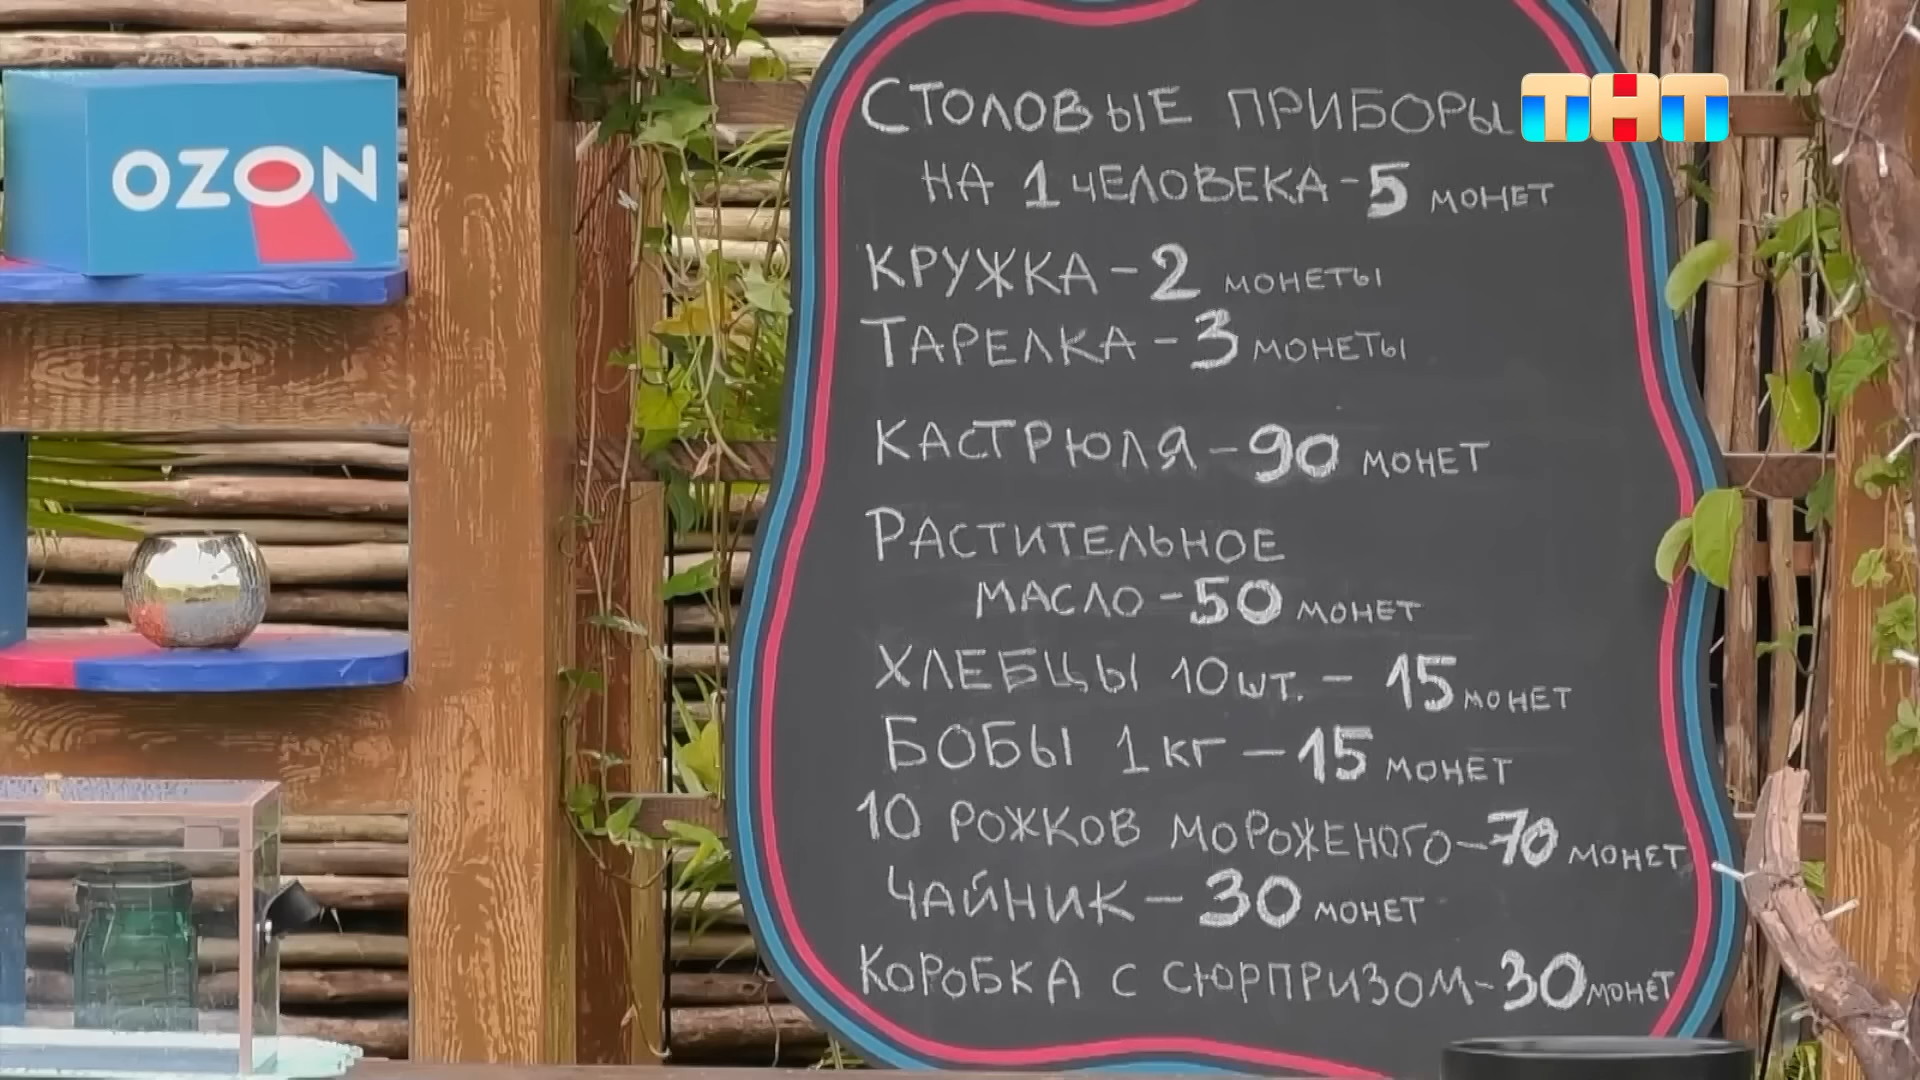 OZON
СТОЛОВЫЕ ПРИБОРЫ
ТНТ
НА 1 ЧЕЛОВЕКА - 5 МОНЕТ
КРУЖКА - 2 МОНЕТЫ
ТАРЕЛКА - 3 МОНЕТЫ
КАСТРЮЛЯ - 90 МОНЕТ
РАСТИТЕЛЬНОЕ
МАСЛО - 50 МОНЕТ
ХЛЕБЦЫ 10 ШТ. - 15 МОНЕТ
БОБЫ 1 КГ - 15 МОНЕТ
10 РОЖКОВ МОРОЖЕНОГО - 70 МОНЕТ
ЧАЙНИК - 30 МОНЕТ
КОРОБКА С СЮРПРИЗОМ - 30 МОНЕТ